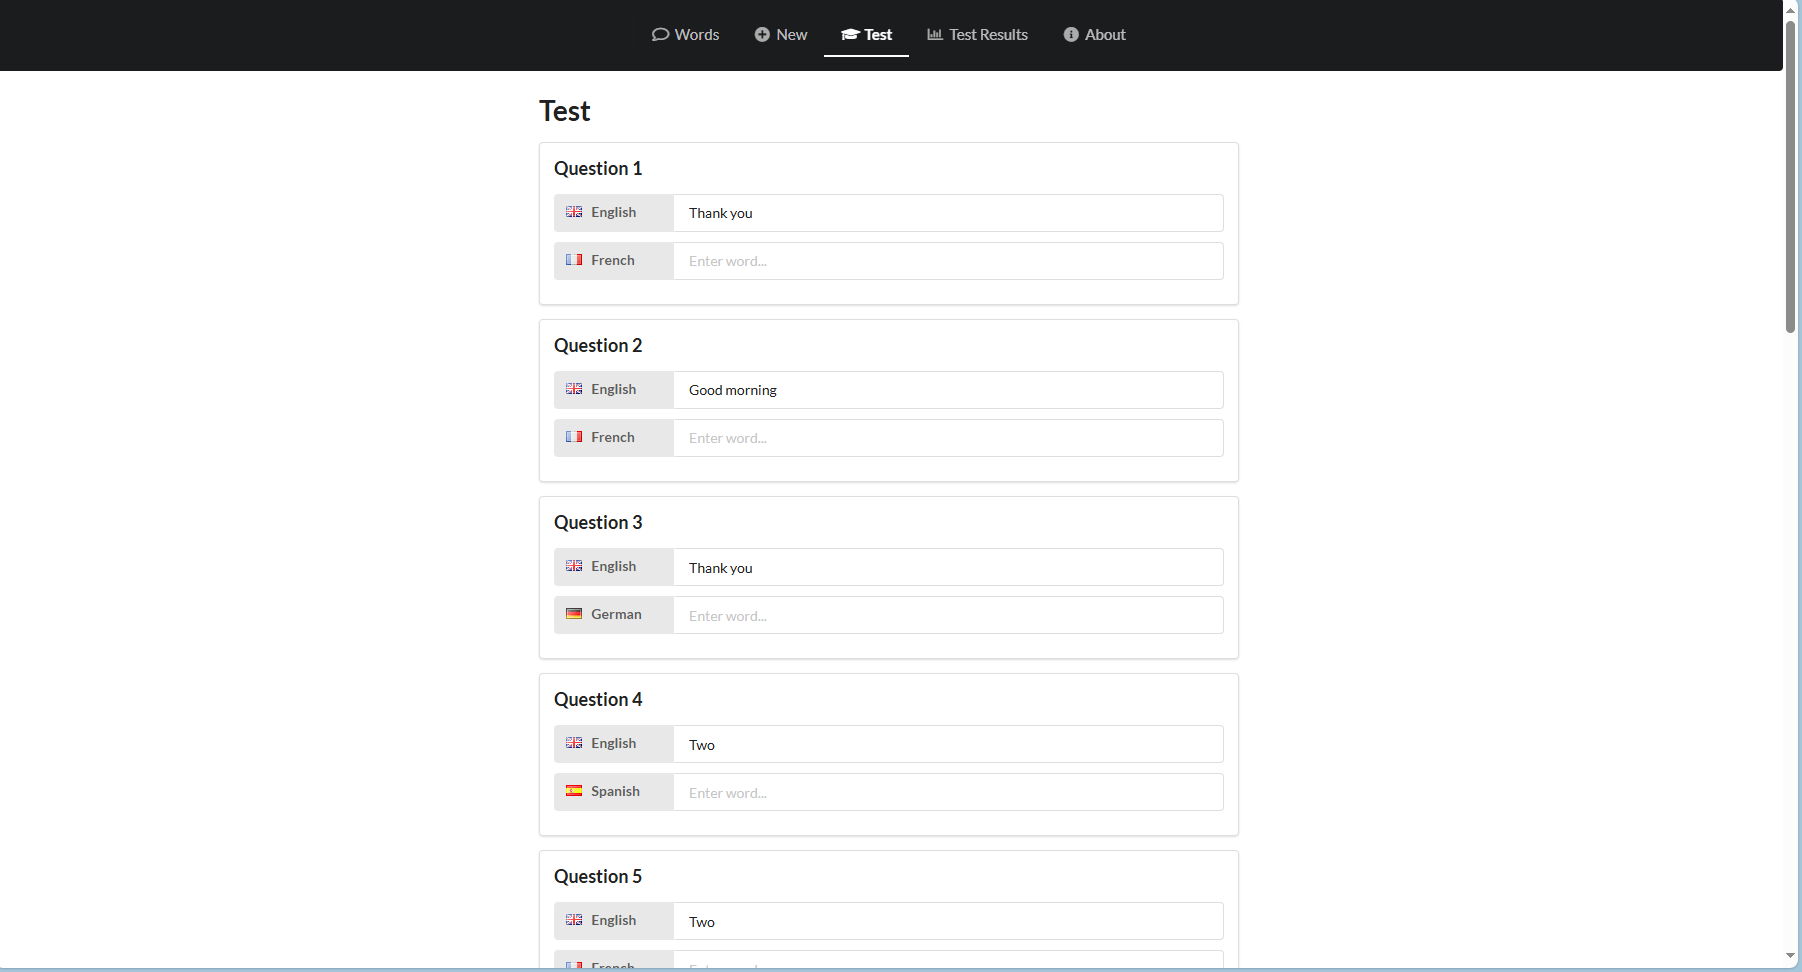 Words New Test Test Results About
Test
Question 1
English Thank you
French Enter word...
Question 2
English Good morning
French Enter word...
Question 3
English Thank you
German Enter word...
Question 4
English Two
Spanish Enter word...
Question 5
English Two
French